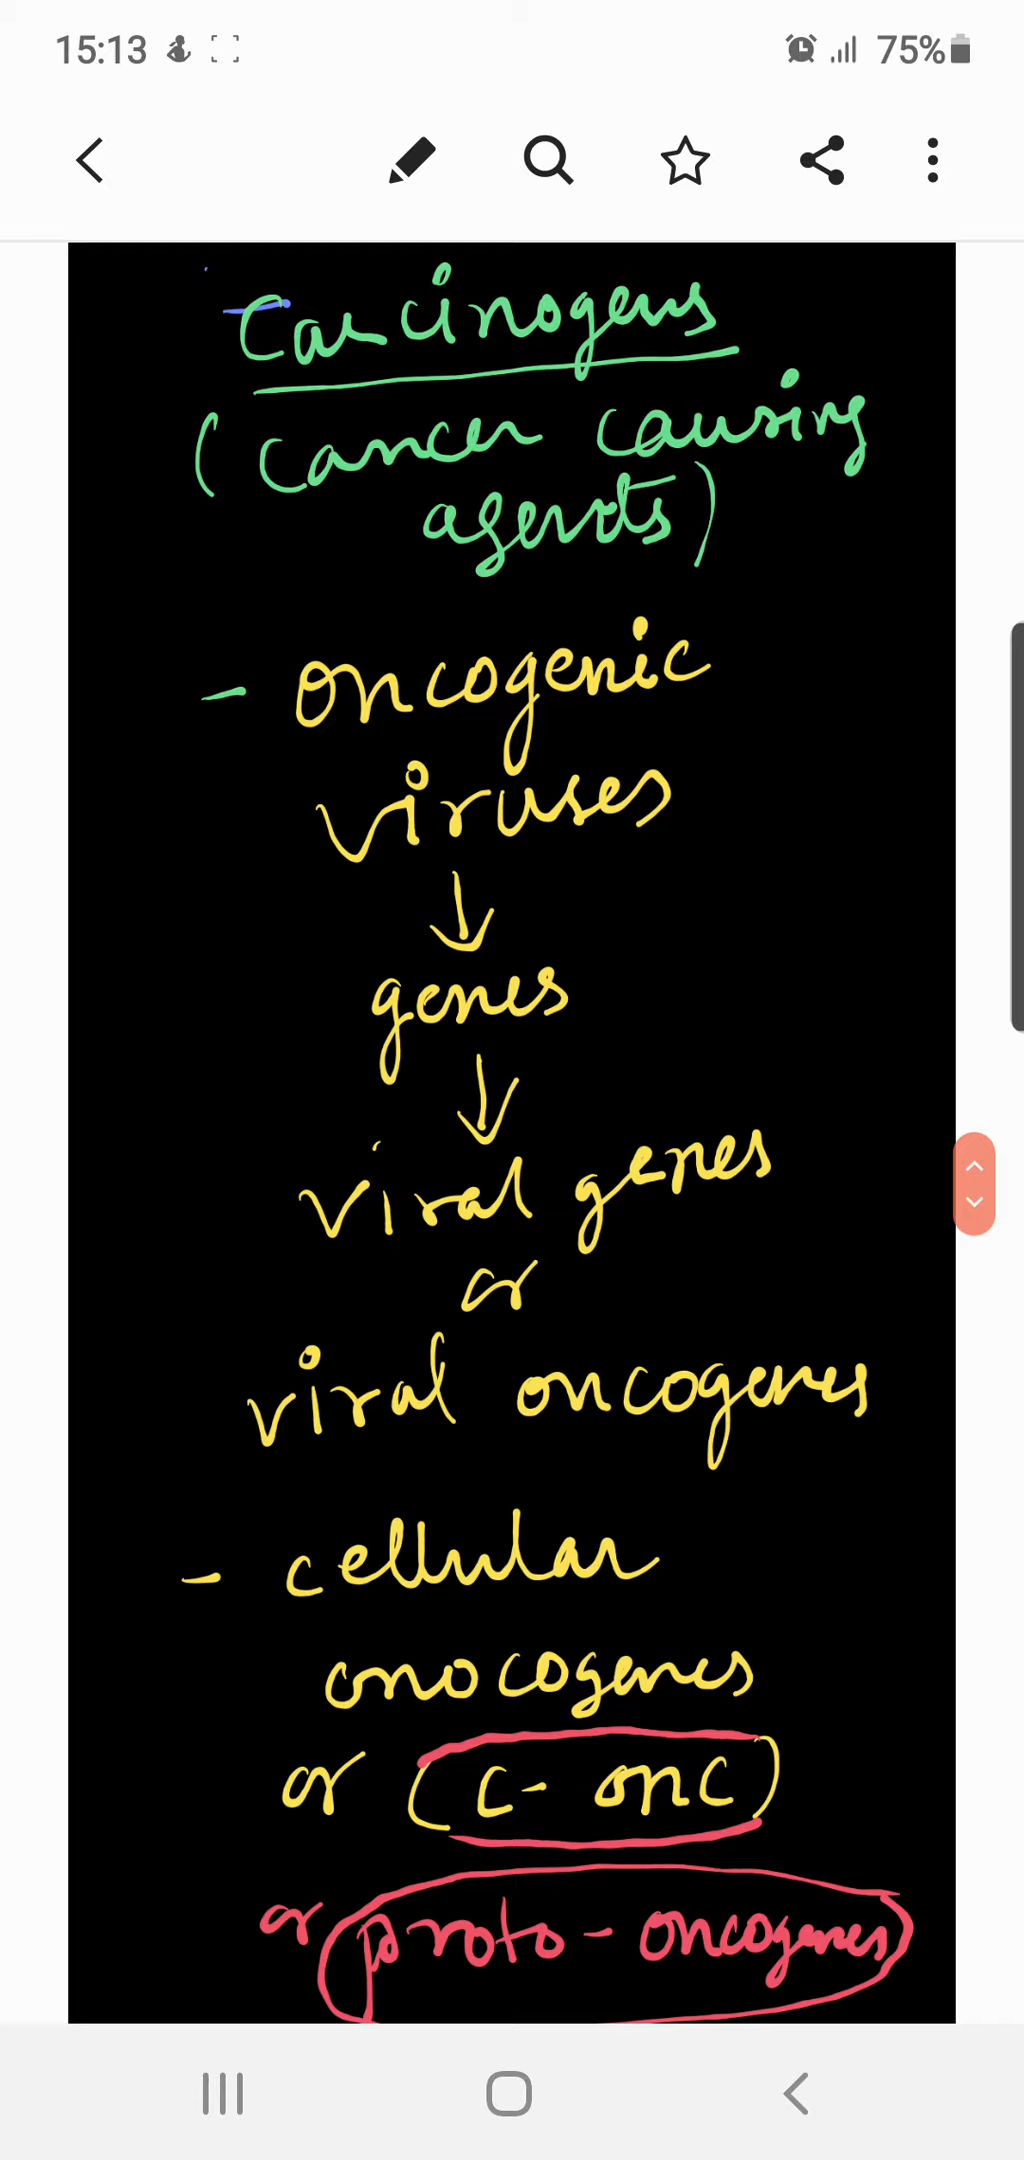 15:13 75%
Carcinogens
(cancer causing
agents)
- oncogenic
viruses
↓
genes
↓
viral genes
or
viral oncogenes
- cellular
onocogenes
or (c- onc)
or proto - oncogenes